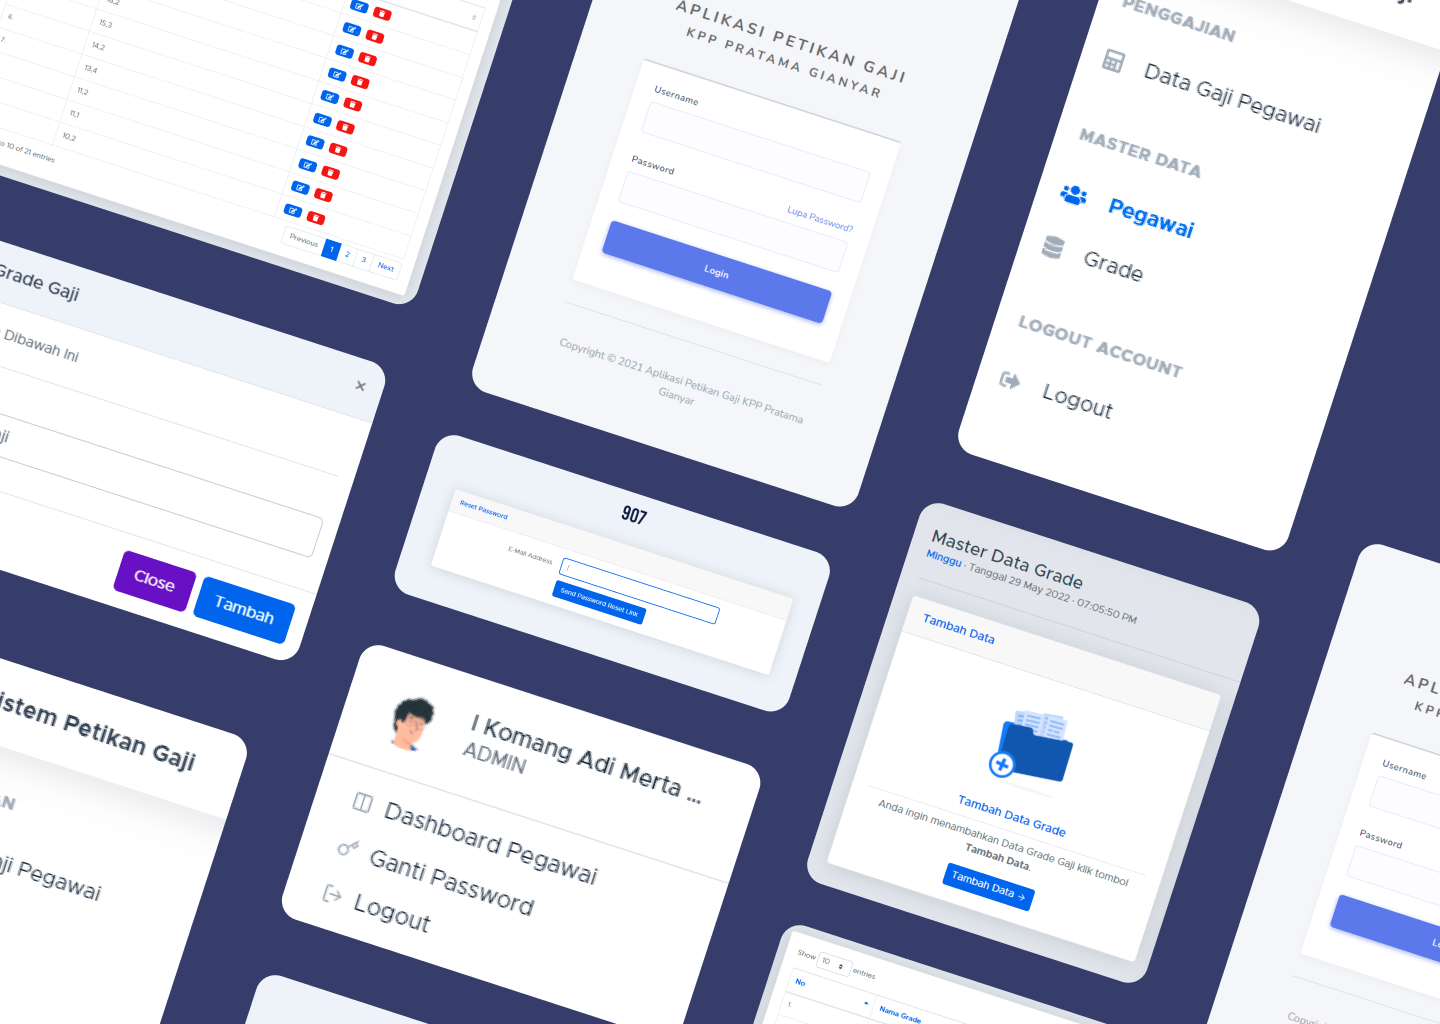 6.
7.
15,3
14,2
13,4
11,2
11,1
10,2
to 10 of 21 entries
Previous 1 2 3 Next
APLIKASI PETIKAN GAJI
KPP PRATAMA GIANYAR
Username
Password
Lupa Password?
Login
Copyright © 2021 Aplikasi Petikan Gaji KPP Pratama
Gianyar
PENGGAJIAN
Data Gaji Pegawai
MASTER DATA
Pegawai
Grade
LOGOUT ACCOUNT
Logout
Grade Gaji
×
Dibawah Ini
Close
Tambah
907
Reset Password
E-Mail Address
Send Password Reset Link
Master Data Grade
Minggu · Tanggal 29 May 2022 · 07:05:50 PM
Tambah Data
Tambah Data Grade
Anda ingin menambahkan Data Grade Gaji klik tombol
Tambah Data.
Tambah Data →
Petikan Gaji
Pegawai
I Komang Adi Merta ...
ADMIN
Dashboard Pegawai
Ganti Password
Logout
Show 10 entries
No
Nama Grade
1.
Username
Password